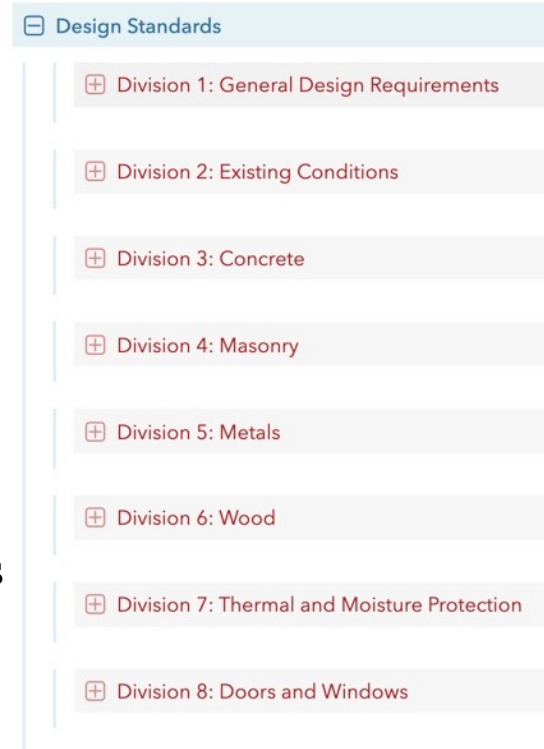 Design Standards
Division 1: General Design Requirements
Division 2: Existing Conditions
Division 3: Concrete
Division 4: Masonry
Division 5: Metals
Division 6: Wood
s
Division 7: Thermal and Moisture Protection
Division 8: Doors and Windows